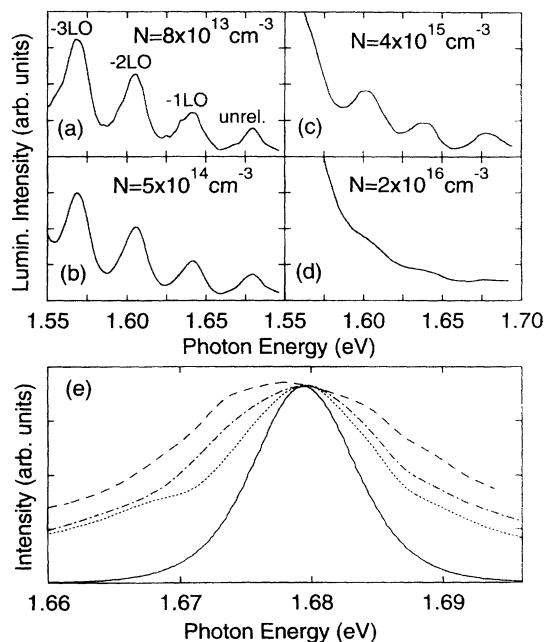 -3LO
N=8x10¹³cm⁻³
-2LO
-1LO
unrel.
(a)
N=4x10¹⁵cm⁻³
(c)
N=5x10¹⁴cm⁻³
(b)
N=2x10¹⁶cm⁻³
(d)
Lumin. Intensity (arb. units)
1.55 1.60 1.65 1.55 1.60 1.65 1.70
Photon Energy (eV)
(e)
Intensity (arb. units)
1.66 1.67 1.68 1.69
Photon Energy (eV)